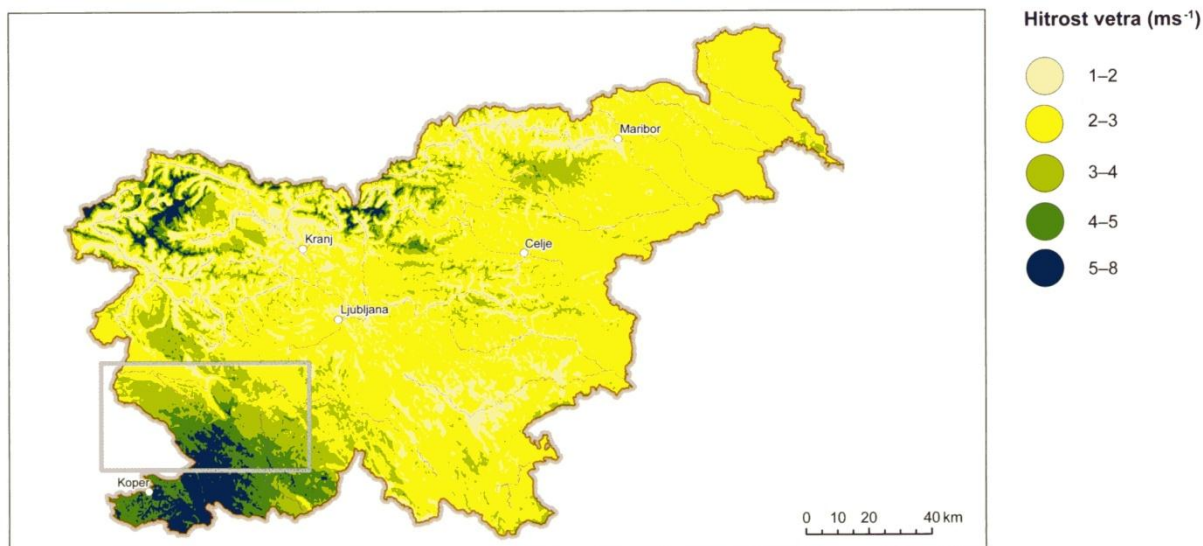 Hitrost vetra (ms⁻¹)
1–2
2–3
3–4
4–5
5–8
Maribor
Kranj
Celje
Ljubljana
Koper
0 10 20 40 km